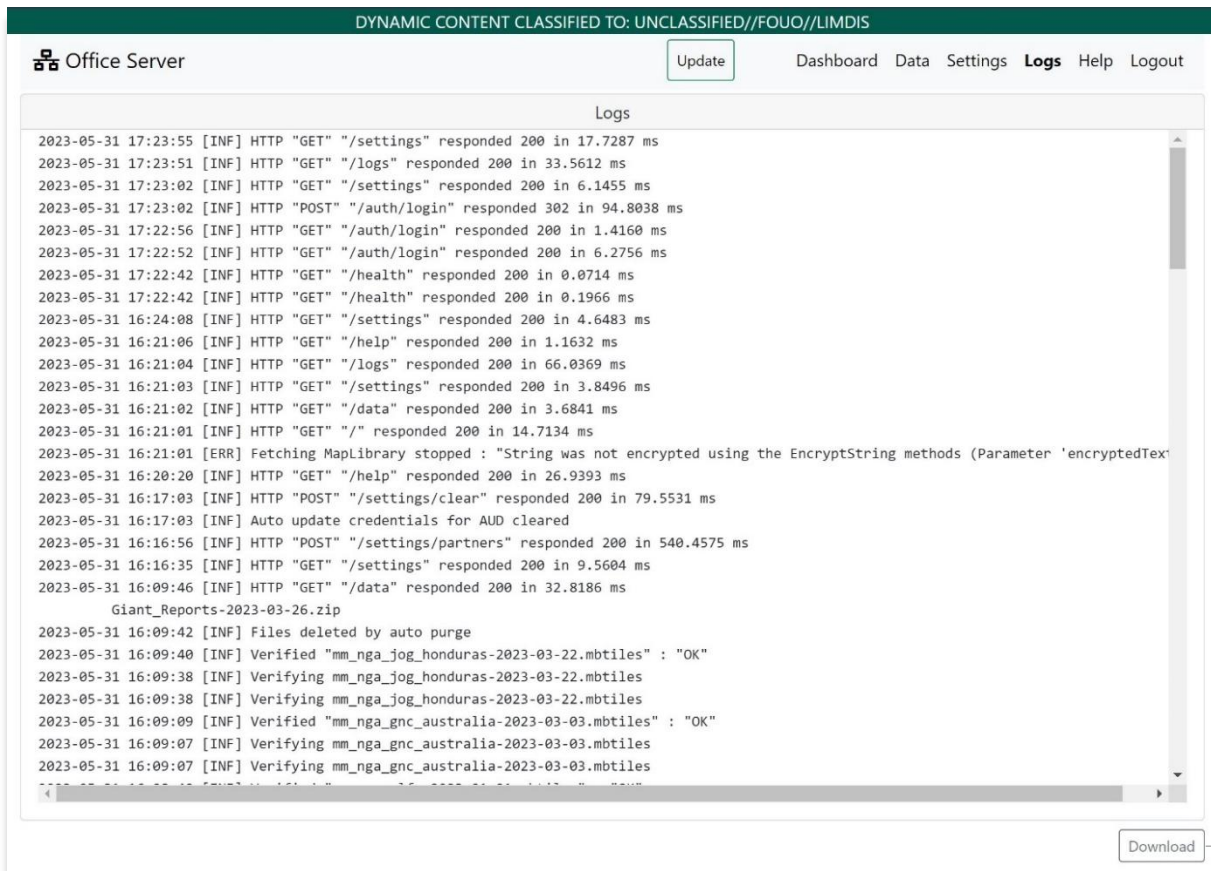 DYNAMIC CONTENT CLASSIFIED TO: UNCLASSIFIED//FOUO//LIMDIS
Office Server Update Dashboard Data Settings Logs Help Logout
Logs
2023-05-31 17:23:55 [INF] HTTP "GET" "/settings" responded 200 in 17.7287 ms
2023-05-31 17:23:51 [INF] HTTP "GET" "/logs" responded 200 in 33.5612 ms
2023-05-31 17:23:02 [INF] HTTP "GET" "/settings" responded 200 in 6.1455 ms
2023-05-31 17:23:02 [INF] HTTP "POST" "/auth/login" responded 302 in 94.8038 ms
2023-05-31 17:22:56 [INF] HTTP "GET" "/auth/login" responded 200 in 1.4160 ms
2023-05-31 17:22:52 [INF] HTTP "GET" "/auth/login" responded 200 in 6.2756 ms
2023-05-31 17:22:42 [INF] HTTP "GET" "/health" responded 200 in 0.0714 ms
2023-05-31 17:22:42 [INF] HTTP "GET" "/health" responded 200 in 0.1966 ms
2023-05-31 16:24:08 [INF] HTTP "GET" "/settings" responded 200 in 4.6483 ms
2023-05-31 16:21:06 [INF] HTTP "GET" "/help" responded 200 in 1.1632 ms
2023-05-31 16:21:04 [INF] HTTP "GET" "/logs" responded 200 in 66.0369 ms
2023-05-31 16:21:03 [INF] HTTP "GET" "/settings" responded 200 in 3.8496 ms
2023-05-31 16:21:02 [INF] HTTP "GET" "/data" responded 200 in 3.6841 ms
2023-05-31 16:21:01 [INF] HTTP "GET" "/" responded 200 in 14.7134 ms
2023-05-31 16:21:01 [ERR] Fetching MapLibrary stopped : "String was not encrypted using the EncryptString methods (Parameter 'encryptedText
2023-05-31 16:20:20 [INF] HTTP "GET" "/help" responded 200 in 26.9393 ms
2023-05-31 16:17:03 [INF] HTTP "POST" "/settings/clear" responded 200 in 79.5531 ms
2023-05-31 16:17:03 [INF] Auto update credentials for AUD cleared
2023-05-31 16:16:56 [INF] HTTP "POST" "/settings/partners" responded 200 in 540.4575 ms
2023-05-31 16:16:35 [INF] HTTP "GET" "/settings" responded 200 in 9.5604 ms
2023-05-31 16:09:46 [INF] HTTP "GET" "/data" responded 200 in 32.8186 ms
Giant_Reports-2023-03-26.zip
2023-05-31 16:09:42 [INF] Files deleted by auto purge
2023-05-31 16:09:40 [INF] Verified "mm_nga_jog_honduras-2023-03-22.mbtiles" : "OK"
2023-05-31 16:09:38 [INF] Verifying mm_nga_jog_honduras-2023-03-22.mbtiles
2023-05-31 16:09:38 [INF] Verifying mm_nga_jog_honduras-2023-03-22.mbtiles
2023-05-31 16:09:09 [INF] Verified "mm_nga_gnc_australia-2023-03-03.mbtiles" : "OK"
2023-05-31 16:09:07 [INF] Verifying mm_nga_gnc_australia-2023-03-03.mbtiles
2023-05-31 16:09:07 [INF] Verifying mm_nga_gnc_australia-2023-03-03.mbtiles
Download